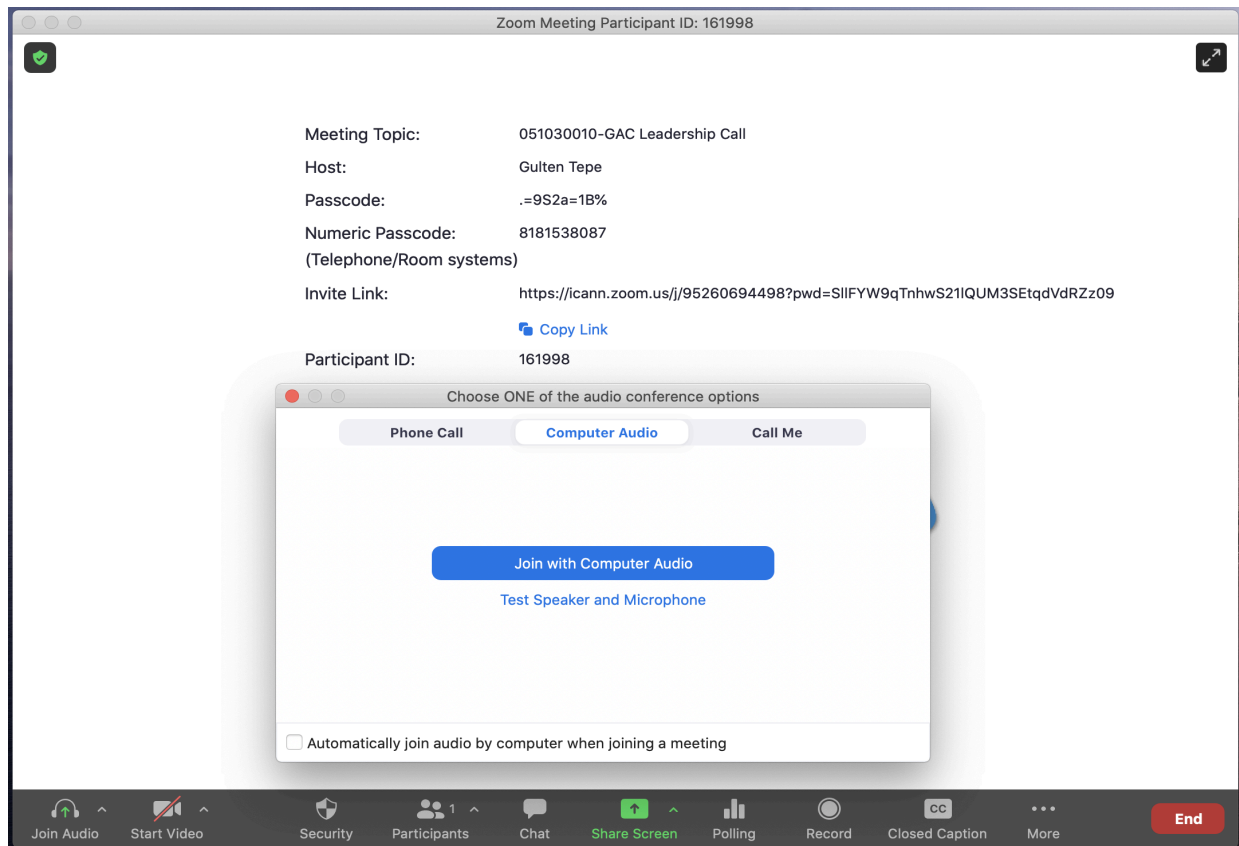 Zoom Meeting Participant ID: 161998
Meeting Topic: 051030010-GAC Leadership Call
Host: Gulten Tepe
Passcode: .=9S2a=1B%
Numeric Passcode: 8181538087
(Telephone/Room systems)
Invite Link: https://icann.zoom.us/j/95260694498?pwd=SllFYW9qTnhwS21lQUM3SEtqdVdRZz09
Copy Link
Participant ID: 161998
Choose ONE of the audio conference options
Phone Call Computer Audio Call Me
Join with Computer Audio
Test Speaker and Microphone
Automatically join audio by computer when joining a meeting
1 CC
Join Audio Start Video Security Participants Chat Share Screen Polling Record Closed Caption More End